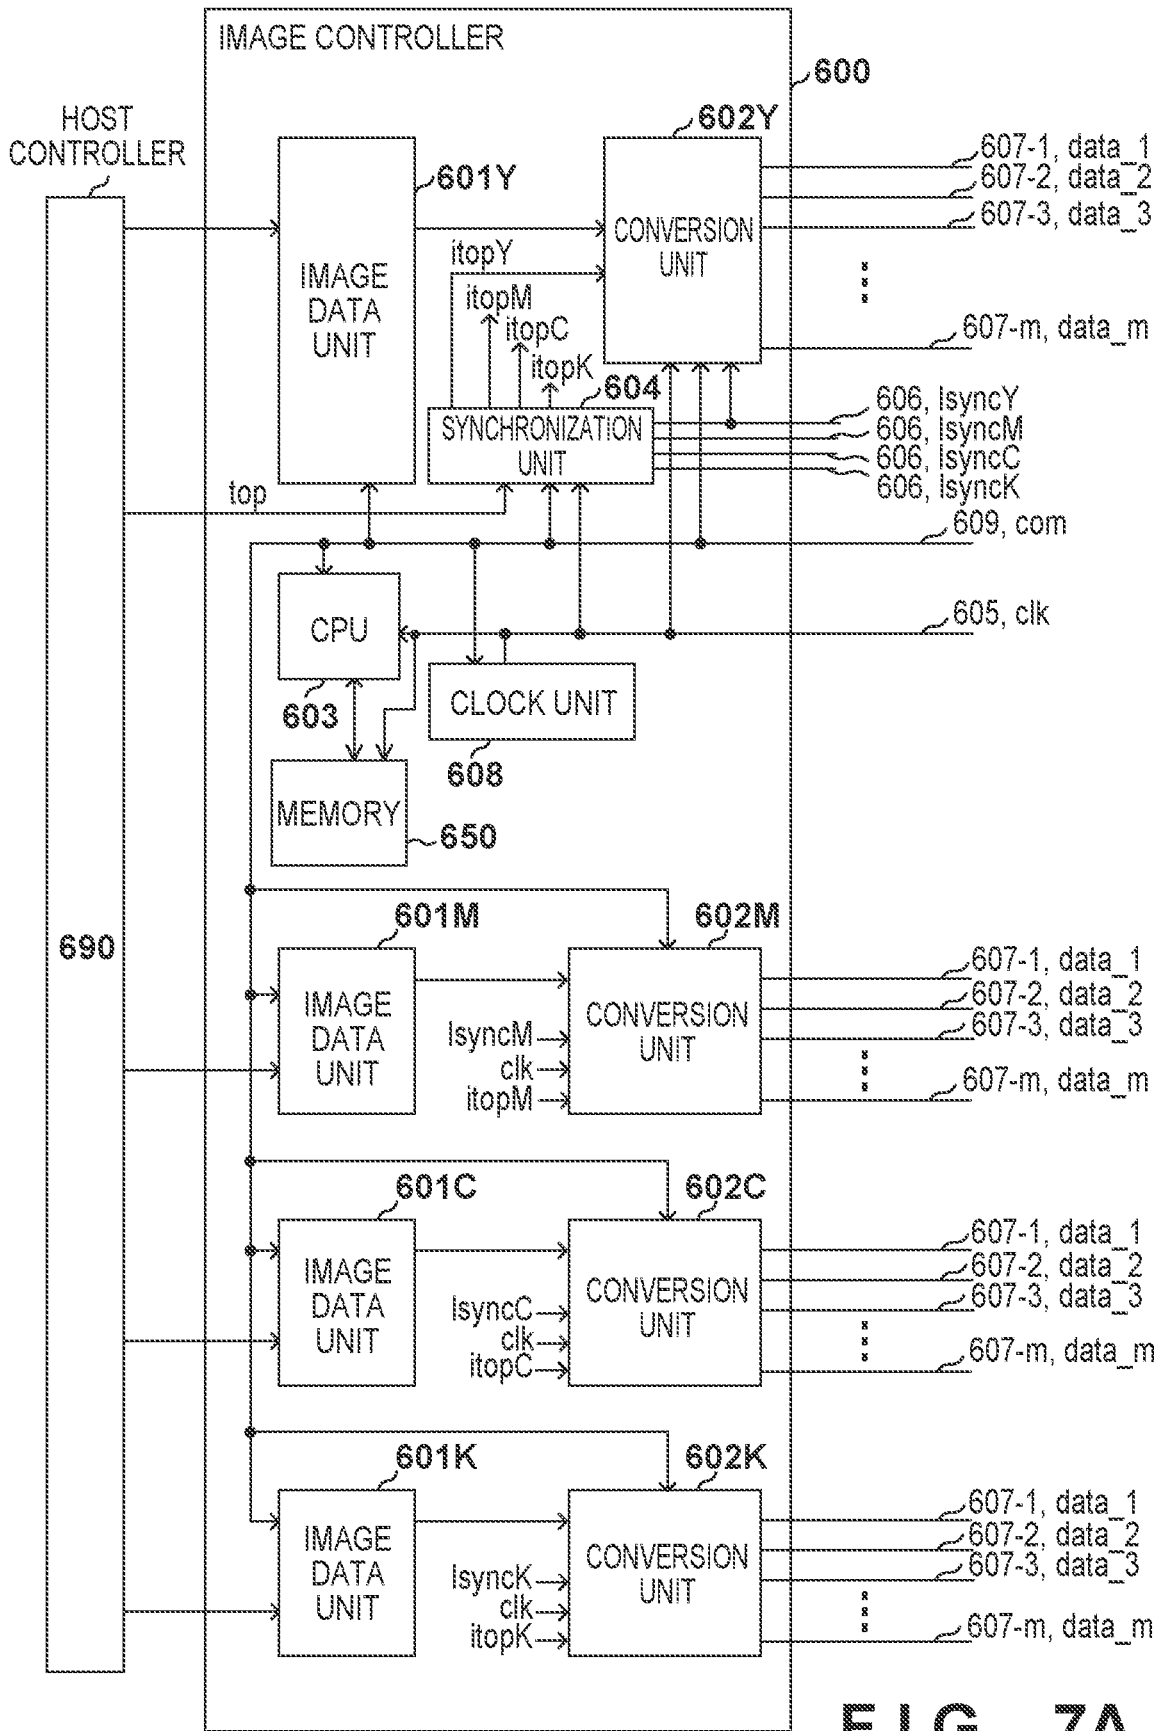 IMAGE CONTROLLER
600
HOST
CONTROLLER
602Y
601Y
607-1, data_1
607-2, data_2
607-3, data_3
607-m, data_m
IMAGE
DATA
UNIT
CONVERSION
UNIT
itopY
itopM
itopC
itopK
604
SYNCHRONIZATION
UNIT
606, lsyncY
606, lsyncM
606, lsyncC
606, lsyncK
top
609, com
605, clk
CPU
603
CLOCK UNIT
608
MEMORY
650
690
601M
602M
IMAGE
DATA
UNIT
lsyncM
clk
itopM
CONVERSION
UNIT
607-1, data_1
607-2, data_2
607-3, data_3
607-m, data_m
601C
602C
IMAGE
DATA
UNIT
lsyncC
clk
itopC
CONVERSION
UNIT
607-1, data_1
607-2, data_2
607-3, data_3
607-m, data_m
601K
602K
IMAGE
DATA
UNIT
lsyncK
clk
itopK
CONVERSION
UNIT
607-1, data_1
607-2, data_2
607-3, data_3
607-m, data_m
FIG. 7A